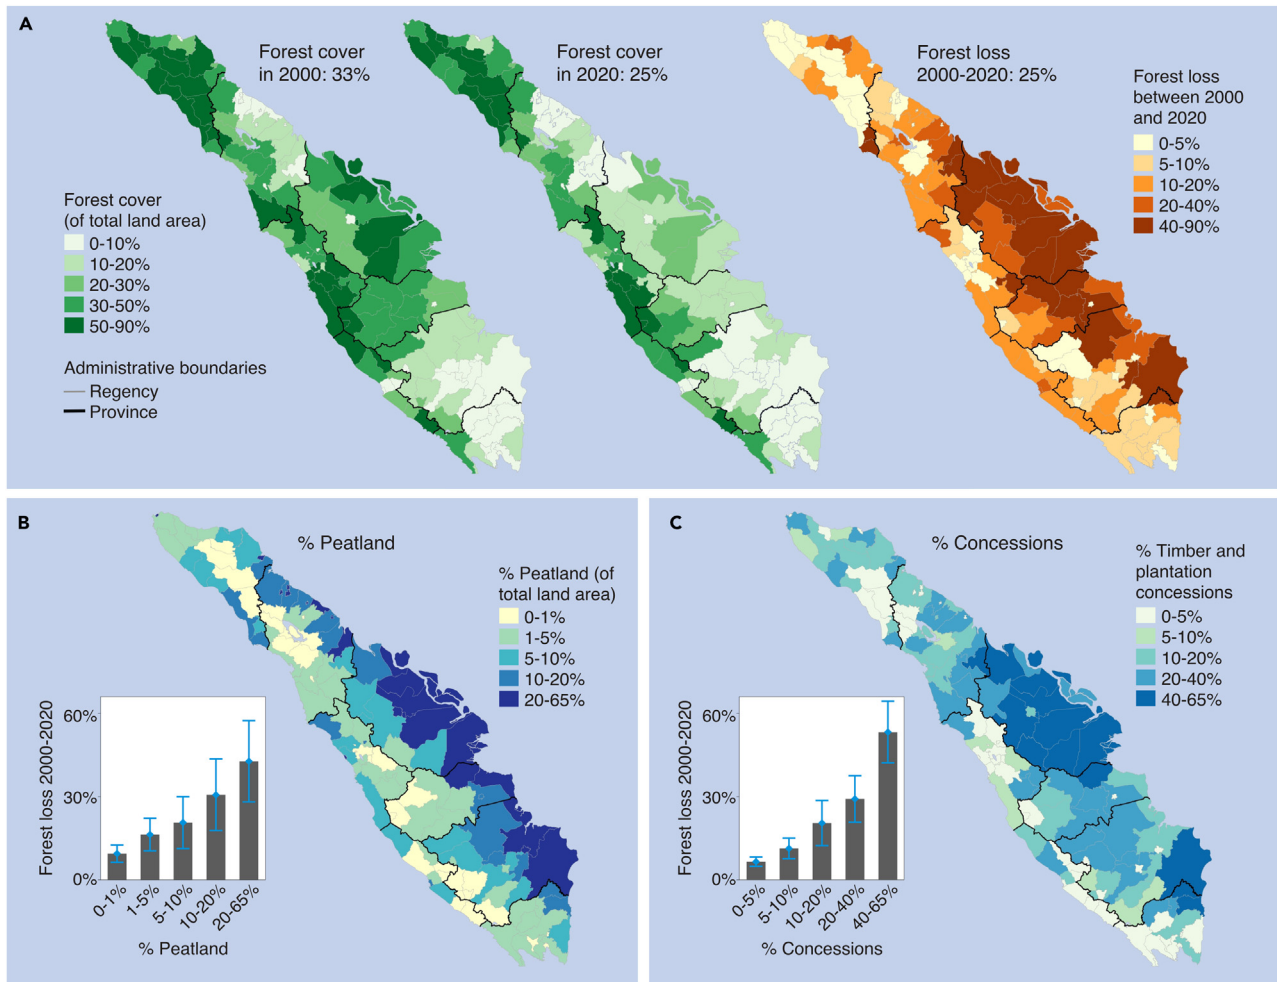 A
Forest cover
in 2000: 33%
Forest cover
in 2020: 25%
Forest loss
2000-2020: 25%
Forest loss
between 2000
and 2020
0-5%
5-10%
10-20%
20-40%
40-90%
Forest cover
(of total land area)
0-10%
10-20%
20-30%
30-50%
50-90%
Administrative boundaries
Regency
Province
B
% Peatland
% Peatland (of
total land area)
0-1%
1-5%
5-10%
10-20%
20-65%
Forest loss 2000-2020
60%
30%
0%
0-1%
1-5%
5-10%
10-20%
20-65%
% Peatland
C
% Concessions
% Timber and
plantation
concessions
0-5%
5-10%
10-20%
20-40%
40-65%
Forest loss 2000-2020
60%
30%
0%
0-5%
5-10%
10-20%
20-40%
40-65%
% Concessions